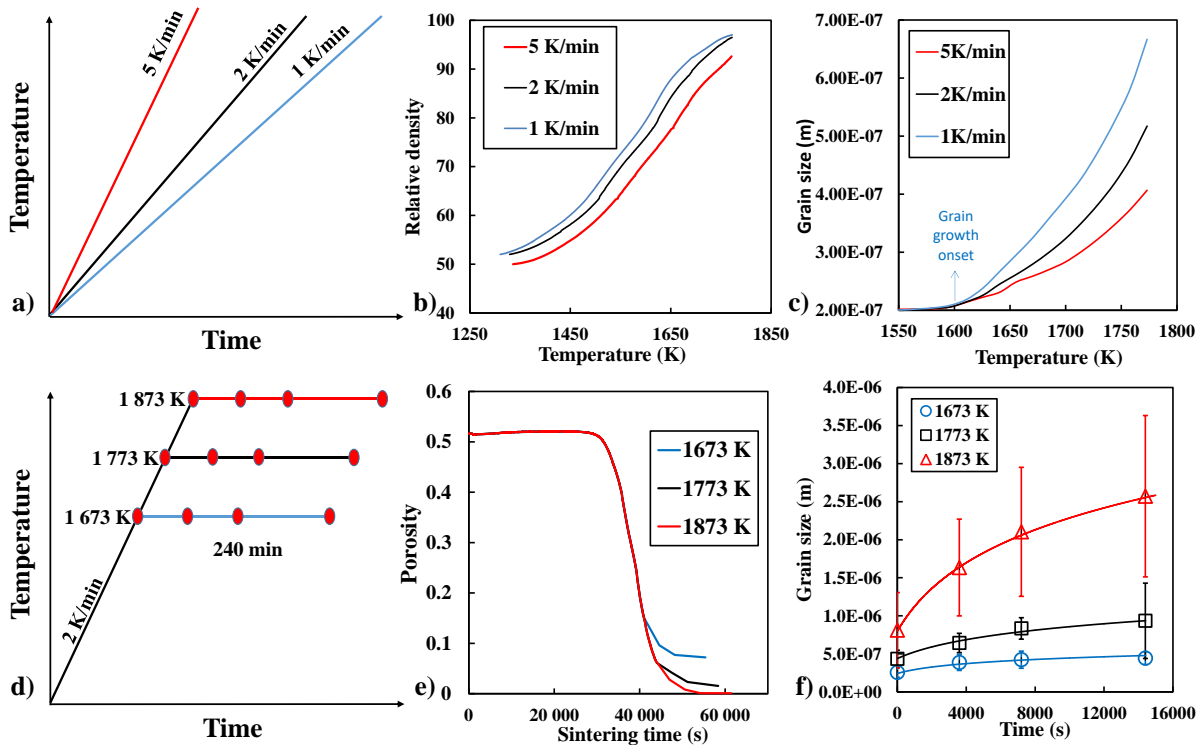 a)
Temperature
5 K/min
2 K/min
1 K/min
Time
b)
Relative density
100
90
80
70
60
50
40
5 K/min
2 K/min
1 K/min
1250
1450
1650
1850
Temperature (K)
c)
Grain size (m)
7.00E-07
6.00E-07
5.00E-07
4.00E-07
3.00E-07
2.00E-07
5K/min
2K/min
1K/min
Grain
growth
onset
1550
1600
1650
1700
1750
1800
Temperature (K)
d)
Temperature
1 873 K
1 773 K
1 673 K
240 min
2 K/min
Time
e)
Porosity
0.6
0.5
0.4
0.3
0.2
0.1
0
1673 K
1773 K
1873 K
0
20 000
40 000
60 000
Sintering time (s)
f)
Grain size (m)
4.0E-06
3.5E-06
3.0E-06
2.5E-06
2.0E-06
1.5E-06
1.0E-06
5.0E-07
0.0E+00
1673 K
1773 K
1873 K
0
4000
8000
12000
16000
Time (s)